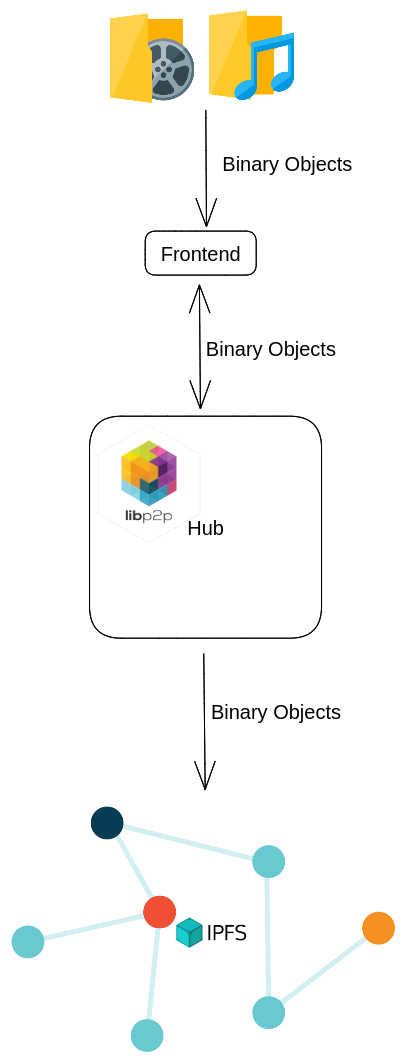 Binary Objects
Frontend
Binary Objects
libp2p
Hub
Binary Objects
IPFS